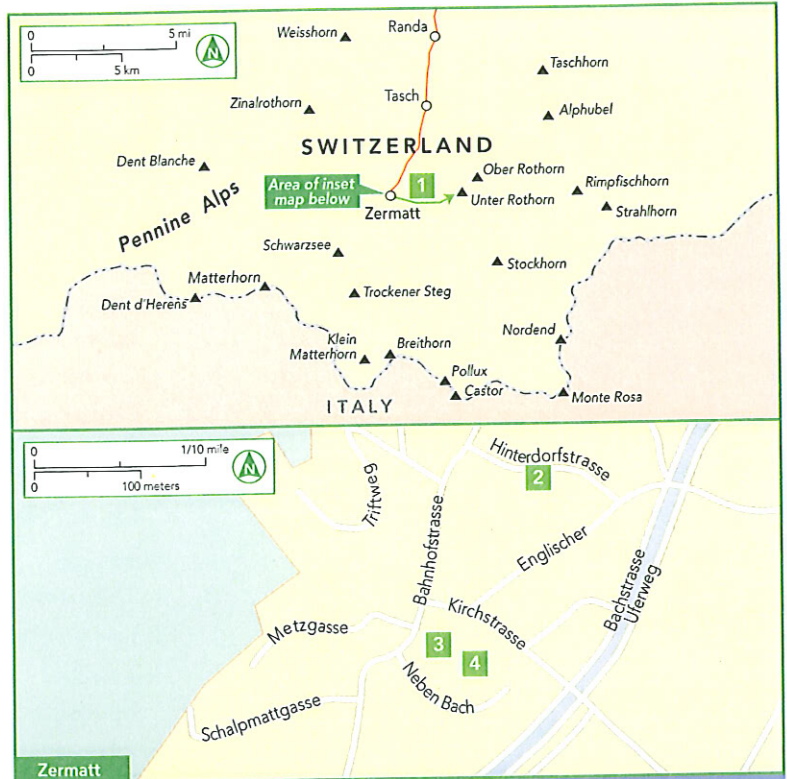 0 5 mi
0 5 km
N
Weisshorn
Randa
Taschhorn
Tasch
Zinalrothorn
Alphubel
SWITZERLAND
Dent Blanche
Ober Rothorn
Area of inset
map below
1
Rimpfischhorn
Unter Rothorn
Zermatt
Strahlhorn
Pennine Alps
Schwarzsee
Stockhorn
Matterhorn
Trockener Steg
Dent d'Herens
Nordend
Klein
Matterhorn
Breithorn
Pollux
Castor
Monte Rosa
ITALY
0 1/10 mile
0 100 meters
N
Hinterdorfstrasse
2
Triftweg
Bahnhofstrasse
Englischer
Bachstrasse
Uferweg
Kirchstrasse
Metzgasse
3
4
Neben Bach
Schalpmattgasse
Zermatt